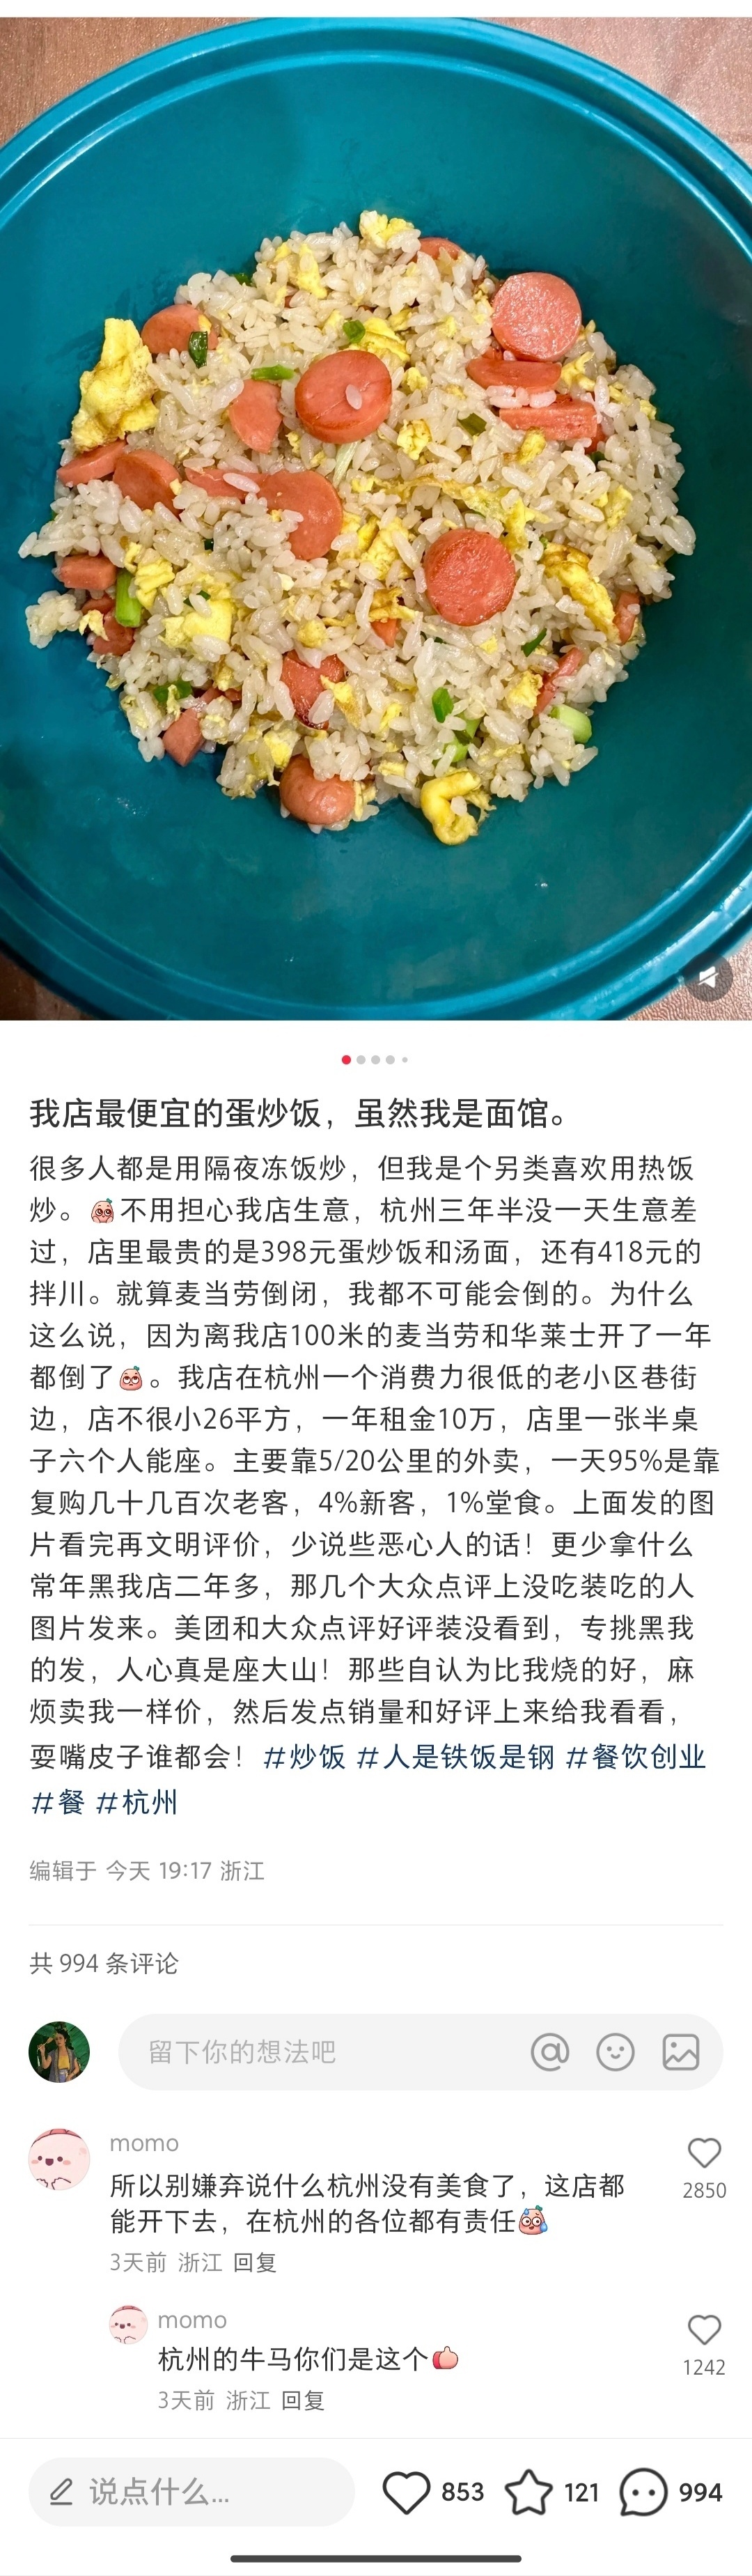 我店最便宜的蛋炒饭，虽然我是面馆。
很多人都是用隔夜冻饭炒，但我是个另类喜欢用热饭
炒。不用担心我店生意，杭州三年半没一天生意差
过，店里最贵的是398元蛋炒饭和汤面，还有418元的
拌川。就算麦当劳倒闭，我都不可能会倒的。为什么
这么说，因为离我店100米的麦当劳和华莱士开了一年
都倒了。我店在杭州一个消费力很低的老小区巷街
边，店不很小26平方，一年租金10万，店里一张半桌
子六个人能座。主要靠5/20公里的外卖，一天95%是靠
复购几十几百次老客，4%新客，1%堂食。上面发的图
片看完再文明评价，少说些恶心人的话！更少拿什么
常年黑我店二年多，那几个大众点评上没吃装吃的人
图片发来。美团和大众点评好评装没看到，专挑黑我
的发，人心真是座大山！那些自认为比我烧的好，麻
烦卖我一样价，然后发点销量和好评上来给我看看，
耍嘴皮子谁都会！#炒饭 #人是铁饭是钢 #餐饮创业
#餐 #杭州
编辑于 今天 19:17 浙江
共 994 条评论
留下你的想法吧
momo
所以别嫌弃说什么杭州没有美食了，这店都
能开下去，在杭州的各位都有责任
2850
3天前 浙江 回复
momo
杭州的牛马你们是这个
1242
3天前 浙江 回复
说点什么... 853 121 994